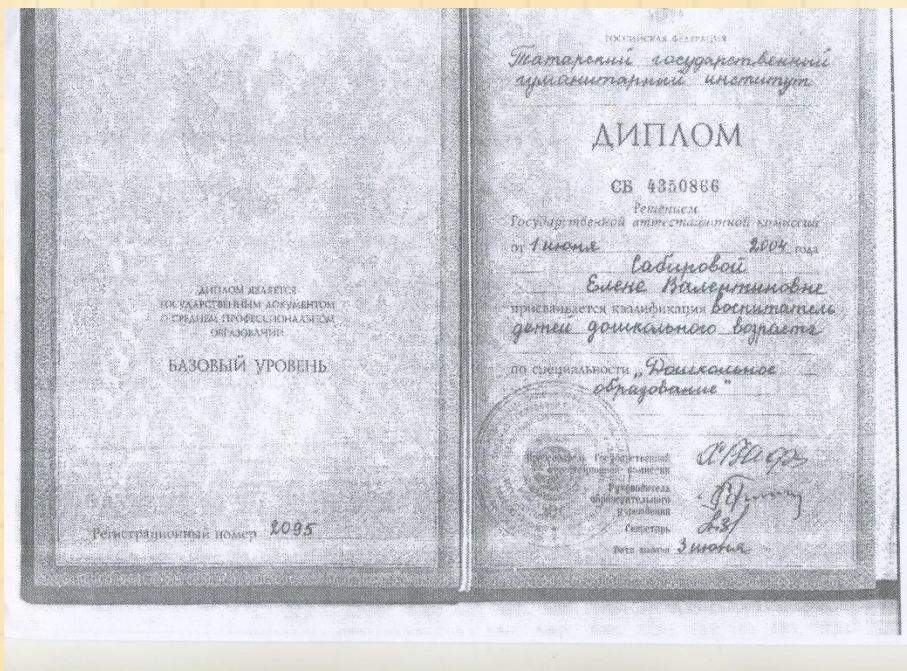 ДИПЛОМ ЯВЛЯЕТСЯ
ГОСУДАРСТВЕННЫМ ДОКУМЕНТОМ
О СРЕДНЕМ ПРОФЕССИОНАЛЬНОМ
ОБРАЗОВАНИИ
БАЗОВЫЙ УРОВЕНЬ
Регистрационный номер 2095
РОССИЙСКАЯ ФЕДЕРАЦИЯ
Татарский государственный
гуманитарный институт
ДИПЛОМ
СБ 4350866
Решением
Государственной аттестационной комиссии
от 1 июня 2004 года
Сабировой
Елене Валентиновне
присваивается квалификация воспитатель
детей дошкольного возраста
по специальности „Дошкольное
образование"
Председатель Государственной
аттестационной комиссии
Руководитель
образовательного
учреждения
Секретарь
Дата выдачи 3 июня